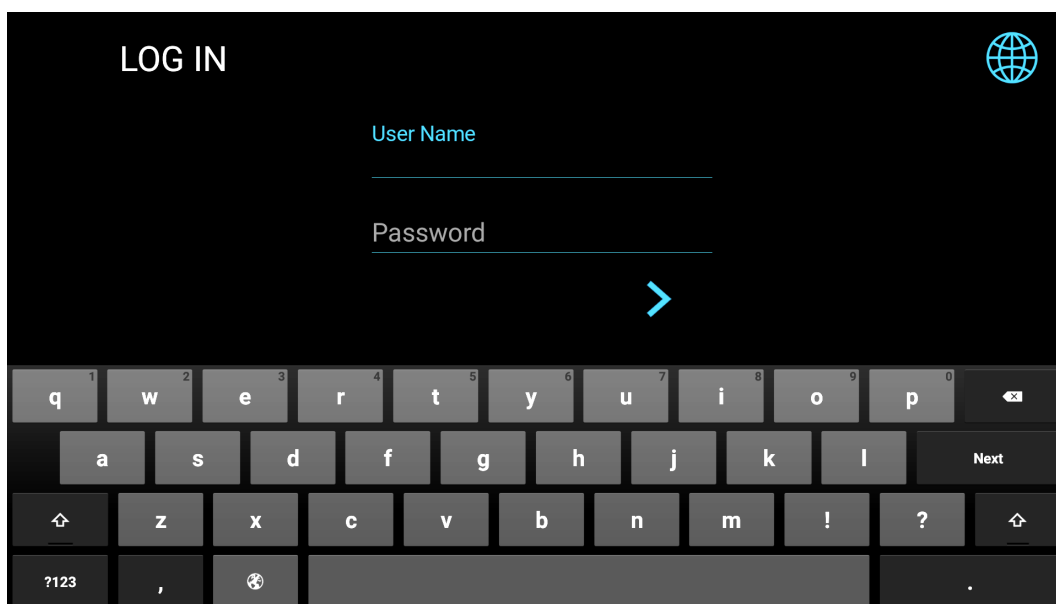 LOG IN
User Name
Password
1 2 3 4 5 6 7 8 9 0
q w e r t y u i o p
a s d f g h j k l Next
z x c v b n m ! ?
?123 , .